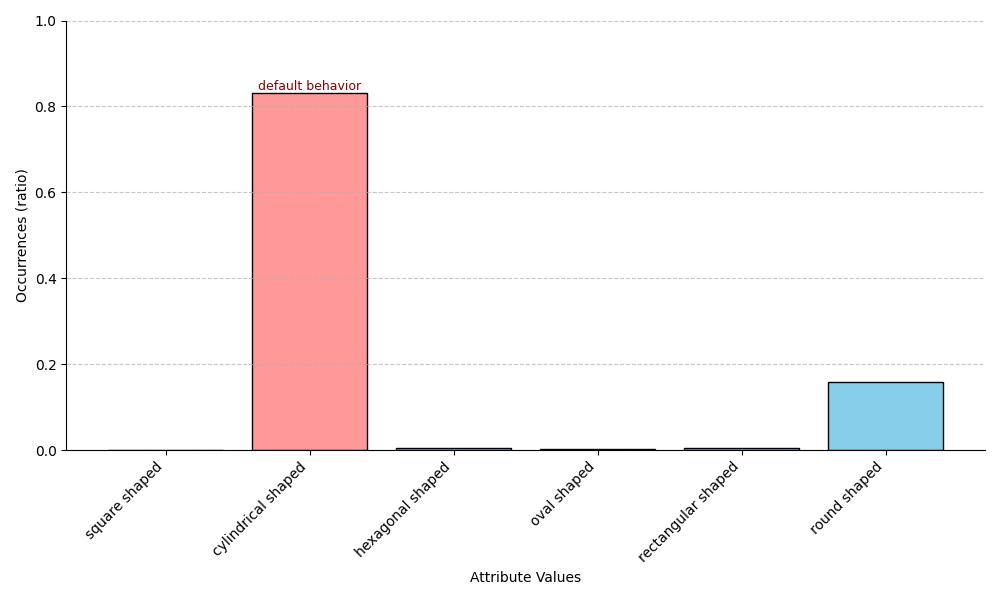 1.0
default behavior
0.8
0.6
0.4
0.2
0.0
Occurrences (ratio)
square shaped
cylindrical shaped
hexagonal shaped
oval shaped
rectangular shaped
round shaped
Attribute Values